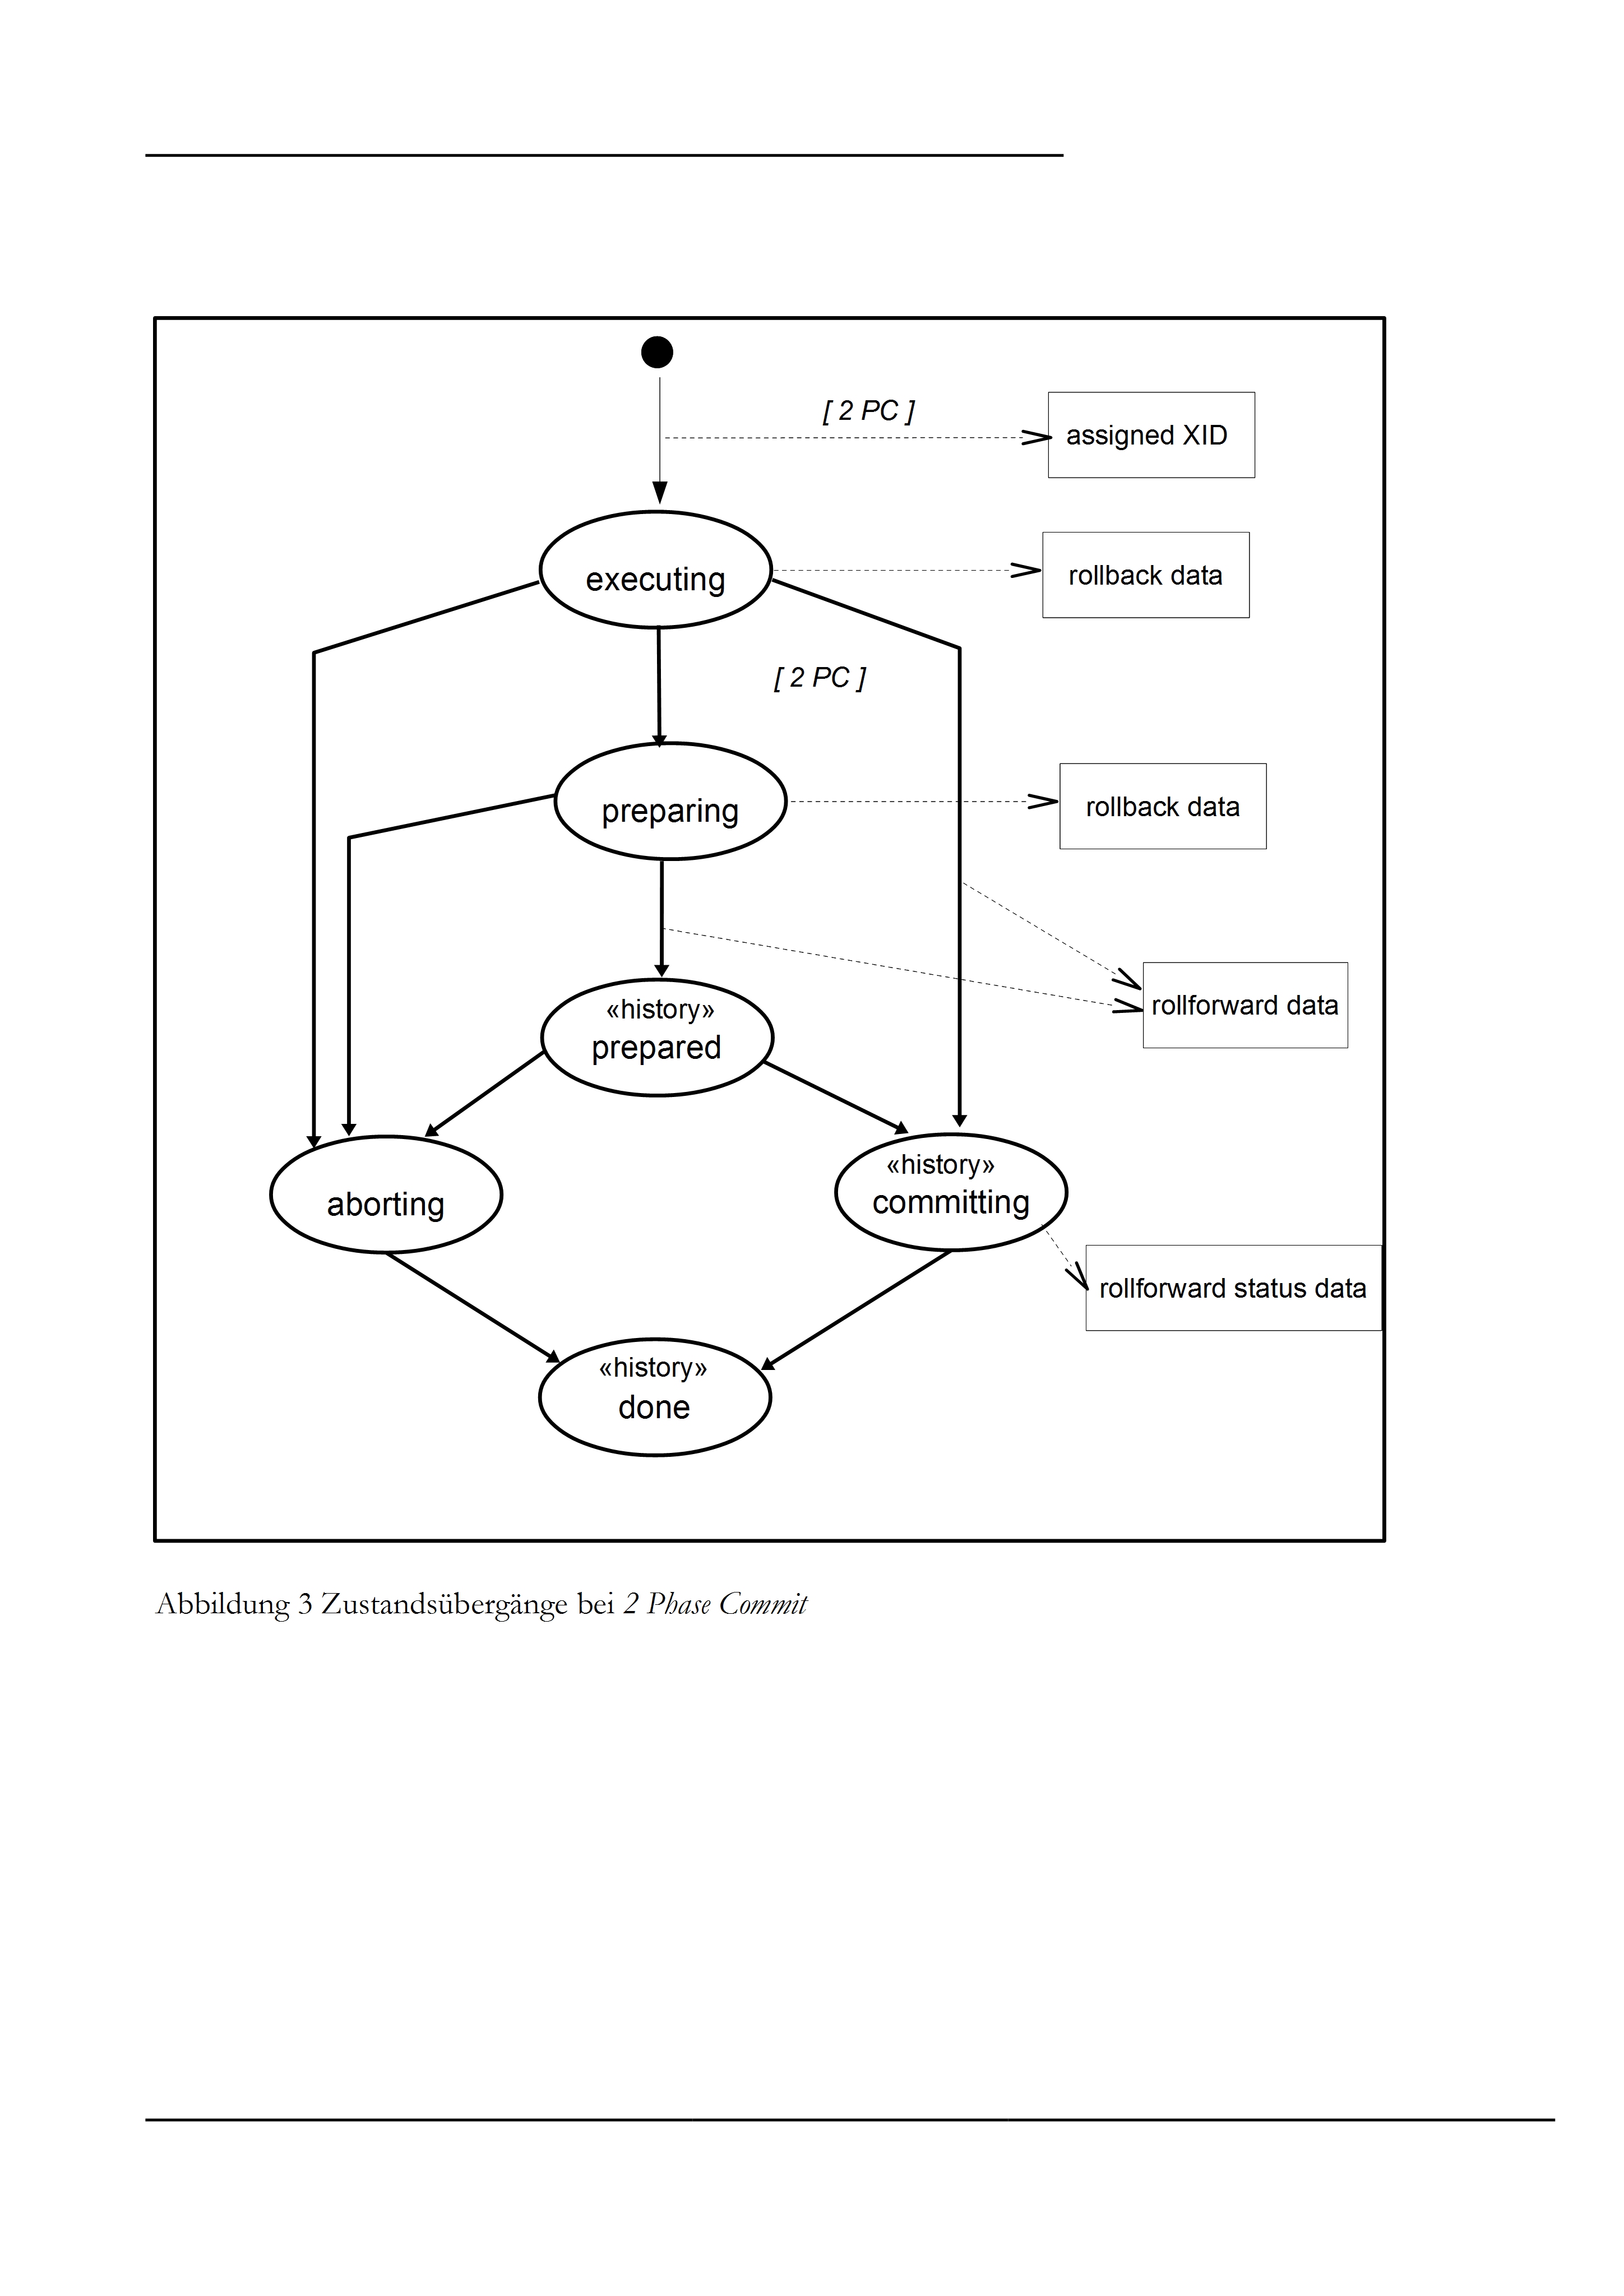 [ 2 PC ]
assigned XID
executing
rollback data
[ 2 PC ]
preparing
rollback data
«history»
prepared
rollforward data
aborting
«history»
committing
rollforward status data
«history»
done
Abbildung 3 Zustandsübergänge bei 2 Phase Commit